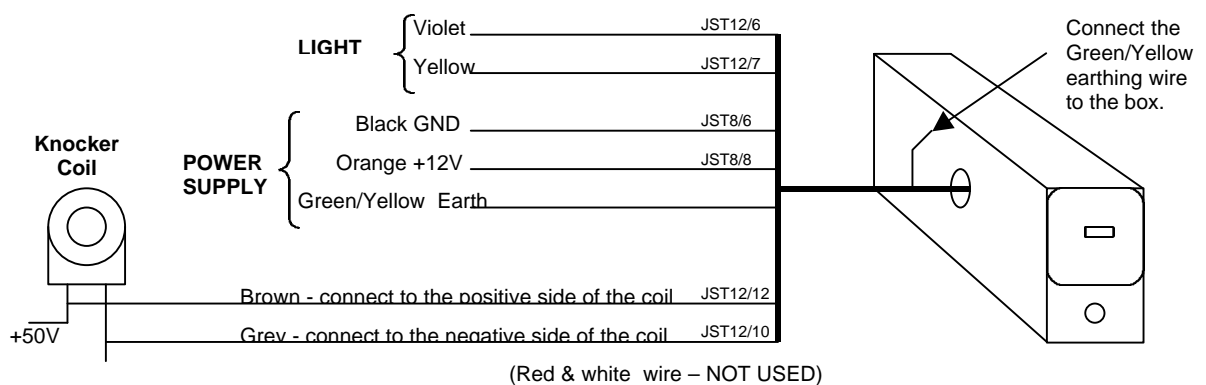 LIGHT
Violet JST12/6
Yellow JST12/7
Connect the
Green/Yellow
earthing wire
to the box.
Knocker
Coil
POWER
SUPPLY
Black GND JST8/6
Orange +12V JST8/8
Green/Yellow Earth
Brown - connect to the positive side of the coil JST12/12
+50V
Grey - connect to the negative side of the coil JST12/10
(Red & white wire – NOT USED)